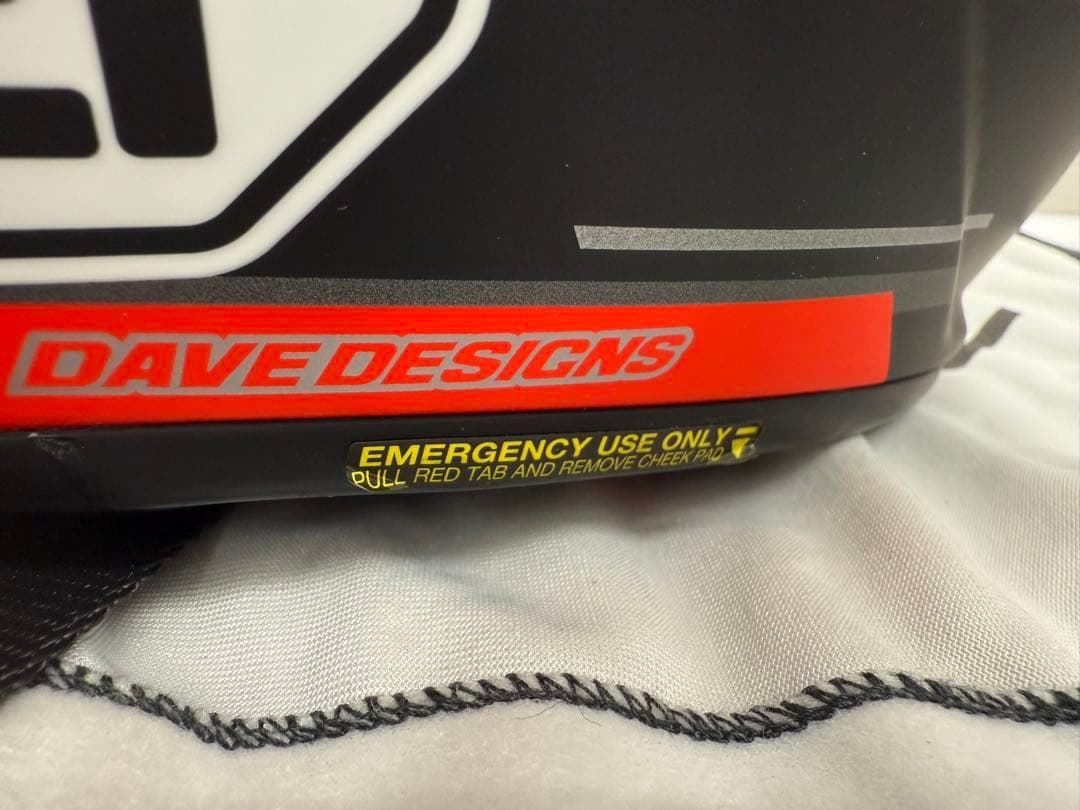 DAVE DESIGNS
EMERGENCY USE ONLY
PULL RED TAB AND REMOVE CHEEK PAD